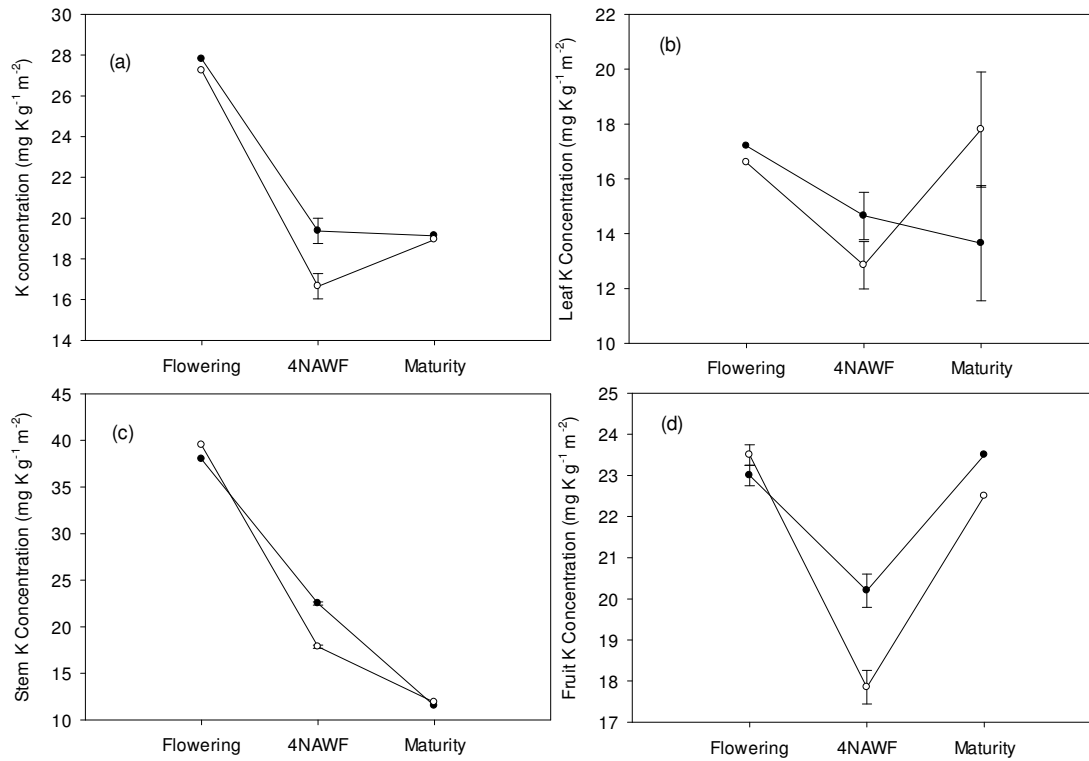 (a)
K concentration (mg K g⁻¹ m⁻²)
30
28
26
24
22
20
18
16
14
Flowering 4NAWF Maturity
(b)
Leaf K Concentration (mg K g⁻¹ m⁻²)
22
20
18
16
14
12
10
Flowering 4NAWF Maturity
(c)
Stem K Concentration (mg K g⁻¹ m⁻²)
45
40
35
30
25
20
15
10
Flowering 4NAWF Maturity
(d)
Fruit K Concentration (mg K g⁻¹ m⁻²)
25
24
23
22
21
20
19
18
17
Flowering 4NAWF Maturity